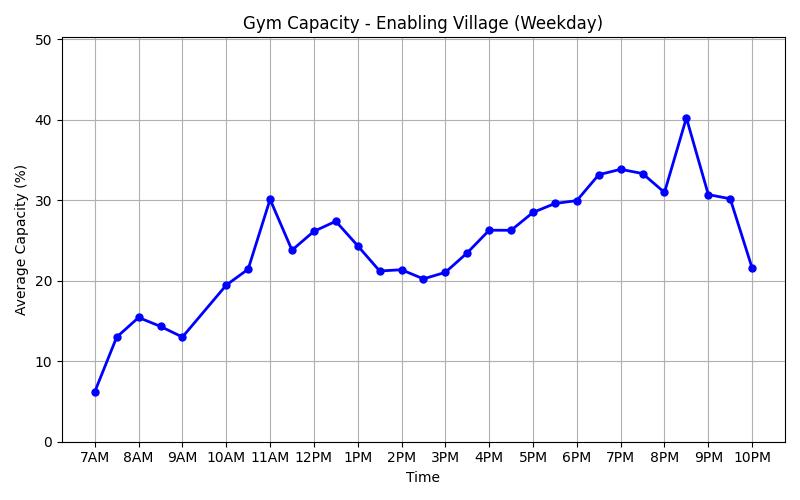 Gym Capacity - Enabling Village (Weekday)
50
40
30
20
10
0
Average Capacity (%)
7AM 8AM 9AM 10AM 11AM 12PM 1PM 2PM 3PM 4PM 5PM 6PM 7PM 8PM 9PM 10PM
Time